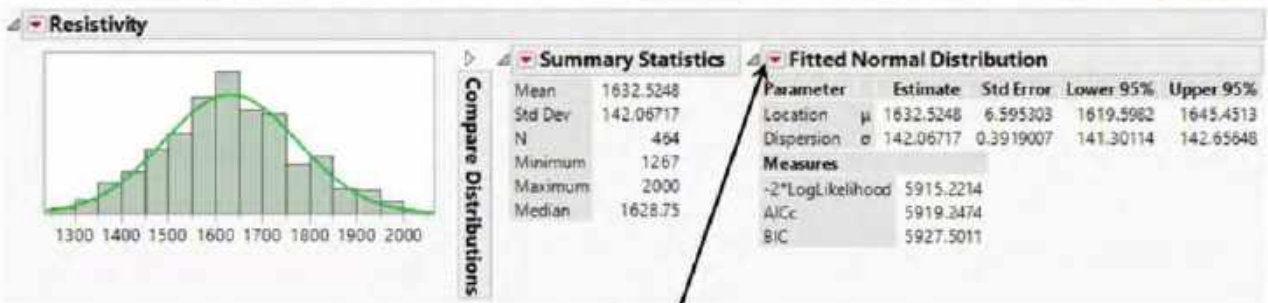 Resistivity
1300 1400 1500 1600 1700 1800 1900 2000
Compare Distributions
Summary Statistics
Mean 1632.5248
Std Dev 142.06717
N 464
Minimum 1267
Maximum 2000
Median 1628.75
Fitted Normal Distribution
Parameter Estimate Std Error Lower 95% Upper 95%
Location μ 1632.5248 6.595303 1619.5982 1645.4513
Dispersion σ 142.06717 0.3919007 141.30114 142.65648
Measures
-2*LogLikelihood 5915.2214
AICc 5919.2474
BIC 5927.5011